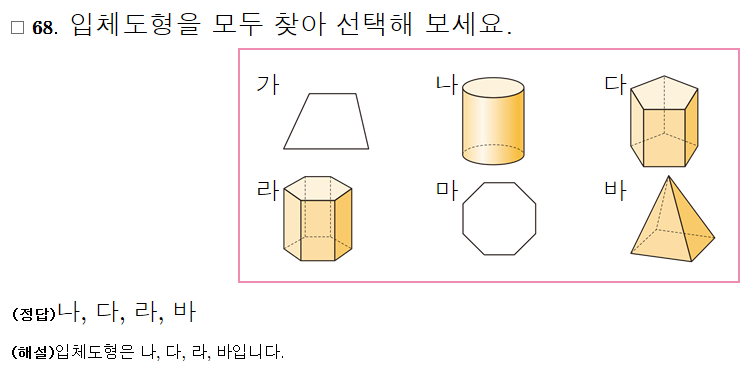 □ 68. 입체도형을 모두 찾아 선택해 보세요.
가 나 다
라 마 바
(정답)나, 다, 라, 바
(해설)입체도형은 나, 다, 라, 바입니다.